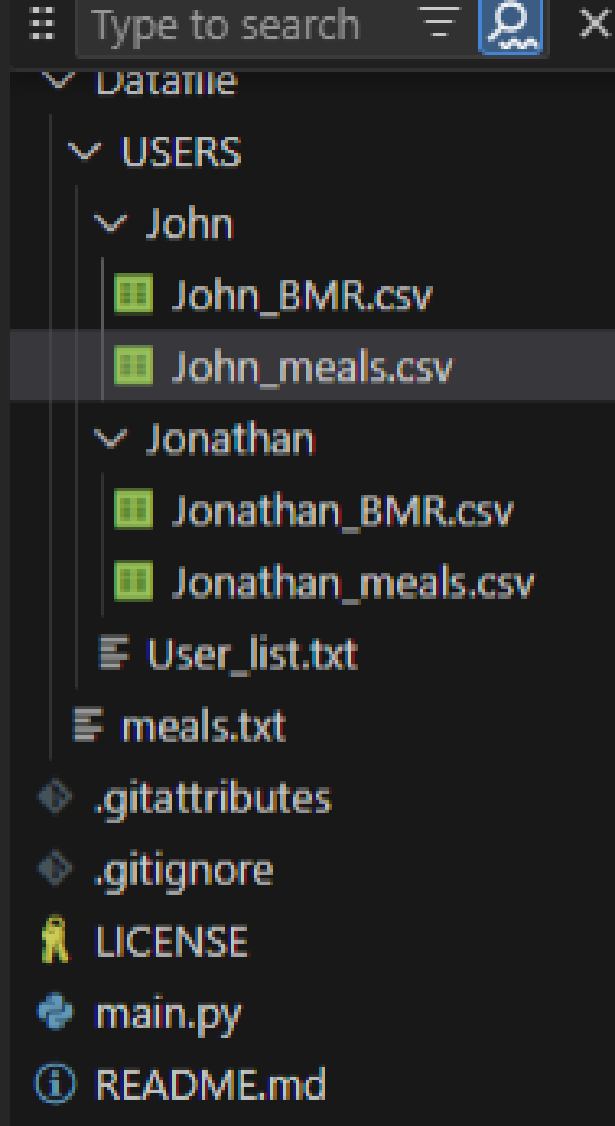 Type to search
Datafile
USERS
John
John_BMR.csv
John_meals.csv
Jonathan
Jonathan_BMR.csv
Jonathan_meals.csv
User_list.txt
meals.txt
.gitattributes
.gitignore
LICENSE
main.py
README.md